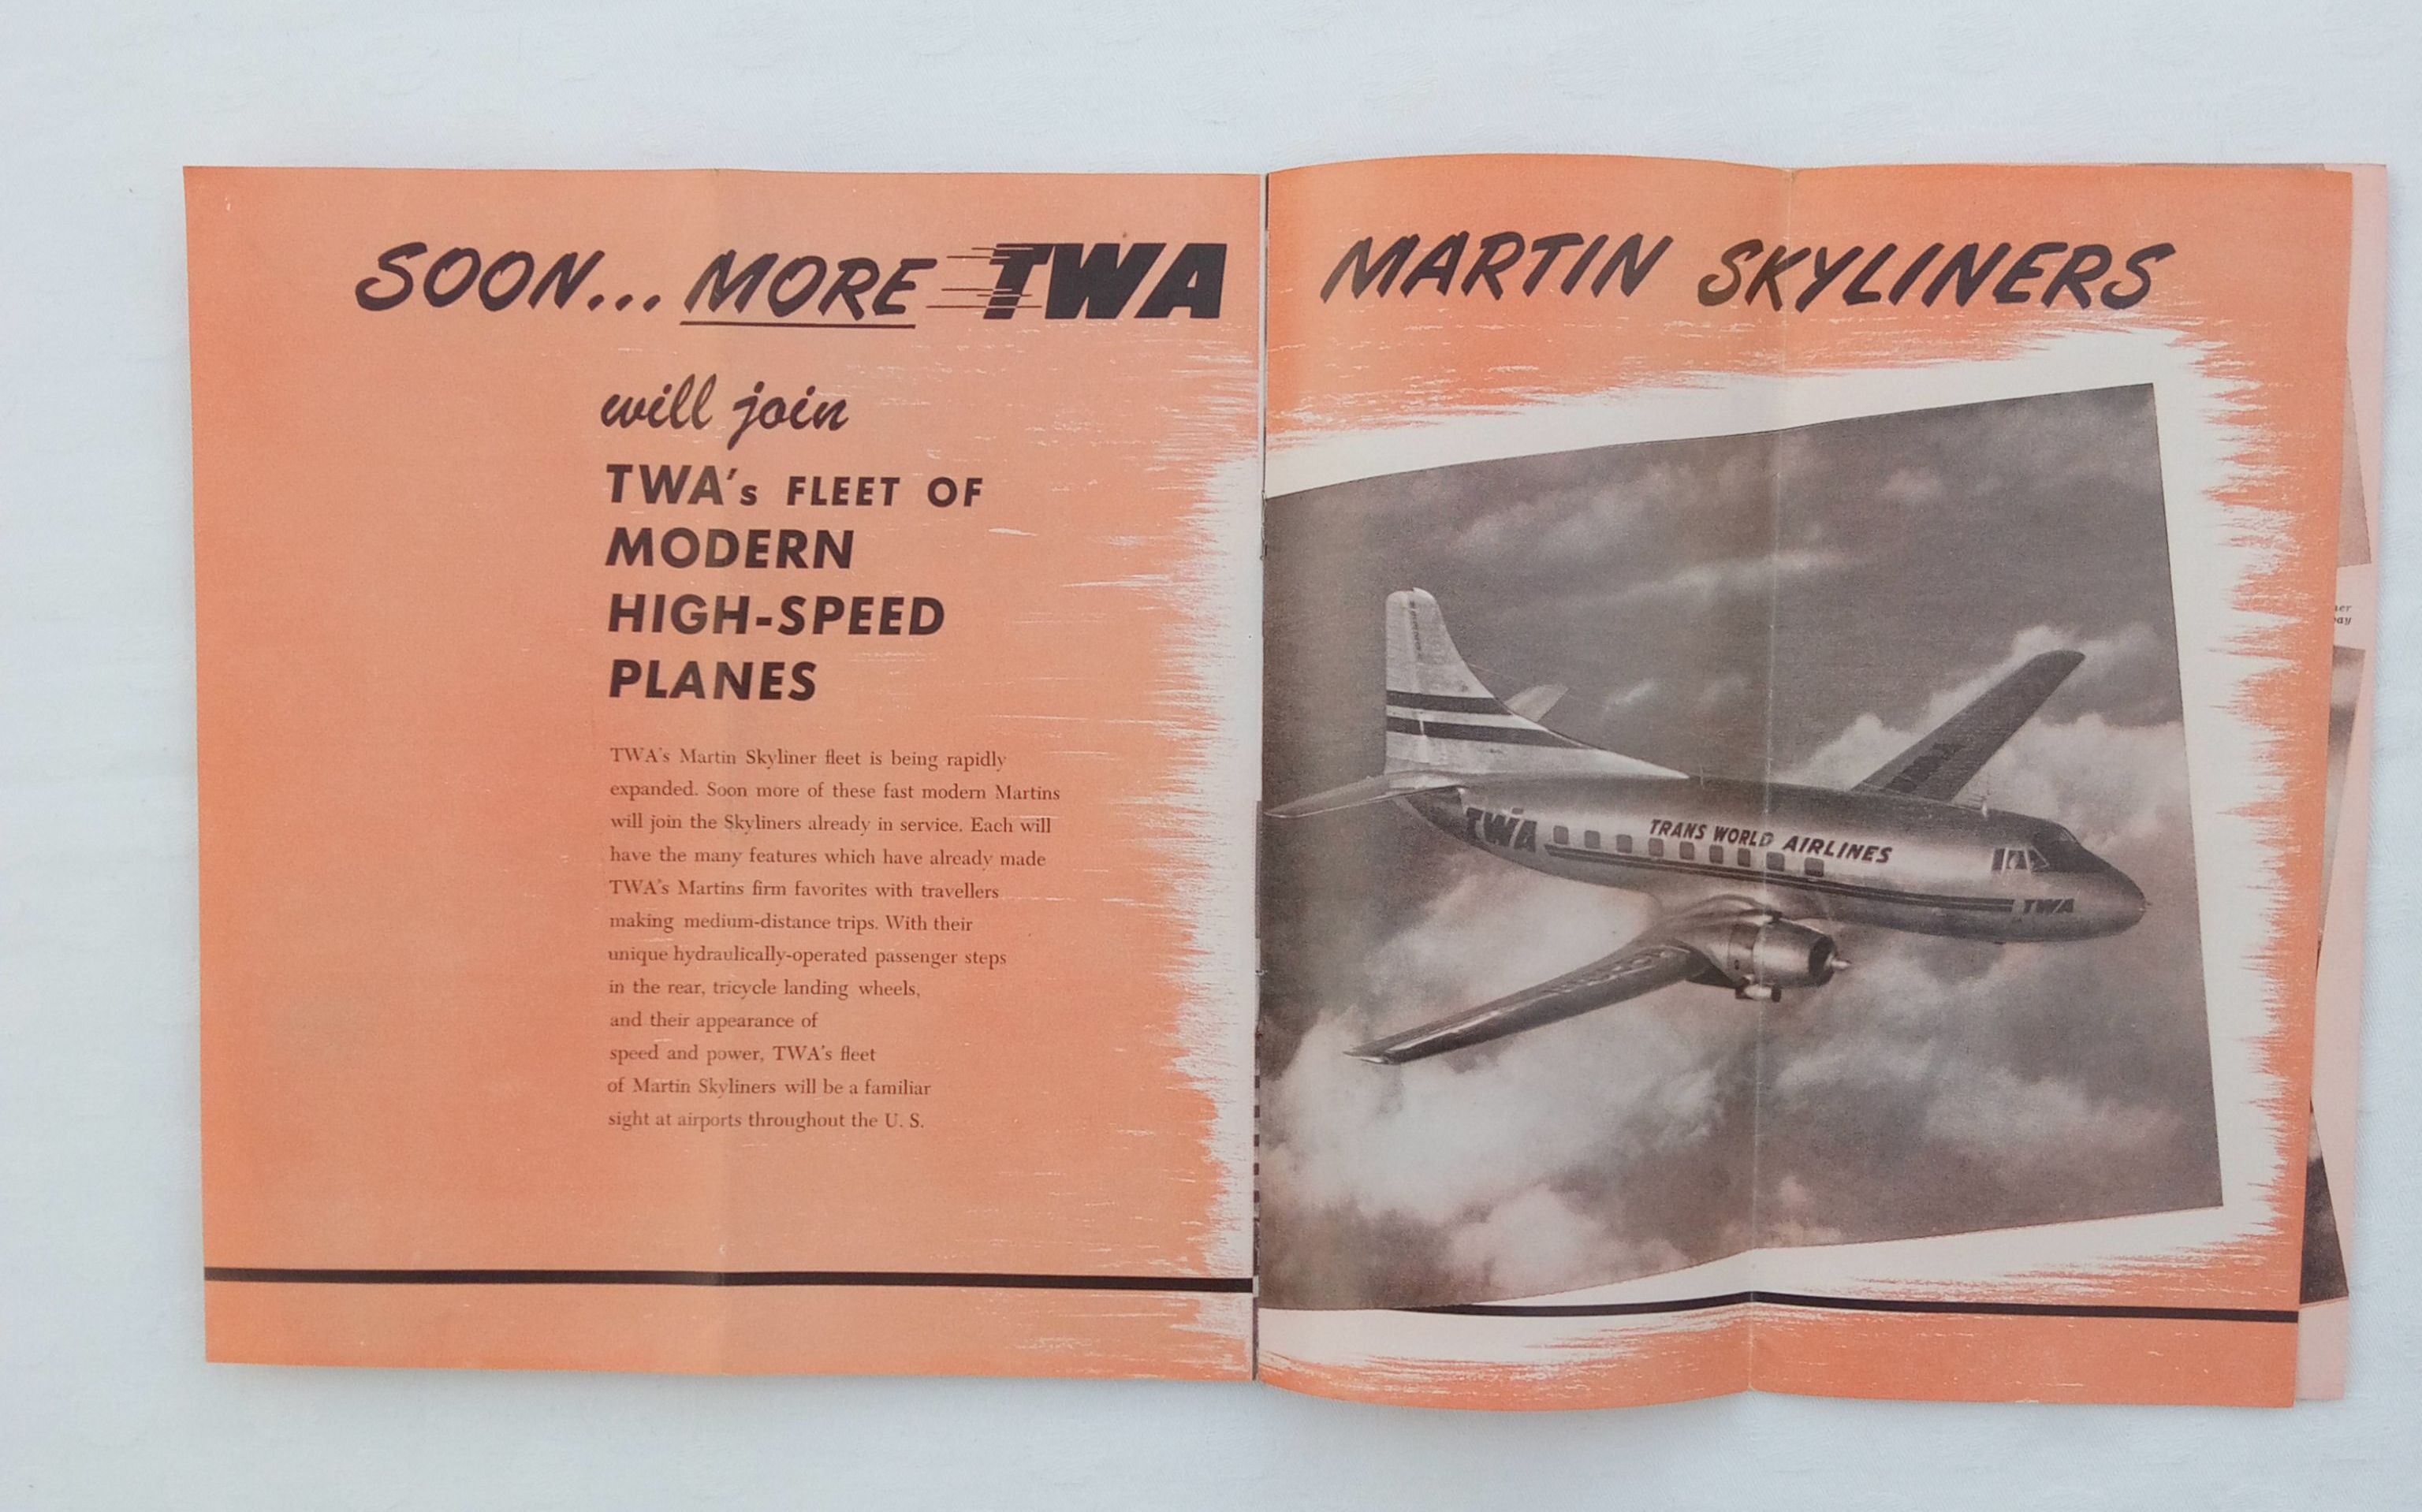 SOON... MORE TWA MARTIN SKYLINERS
will join
TWA's FLEET OF
MODERN
HIGH-SPEED
PLANES
TWA's Martin Skyliner fleet is being rapidly
expanded. Soon more of these fast modern Martins
will join the Skyliners already in service. Each will
have the many features which have already made
TWA's Martins firm favorites with travellers
making medium-distance trips. With their
unique hydraulically-operated passenger steps
in the rear, tricycle landing wheels,
and their appearance of
speed and power, TWA's fleet
of Martin Skyliners will be a familiar
sight at airports throughout the U. S.
TWA
TRANS WORLD AIRLINES
TWA